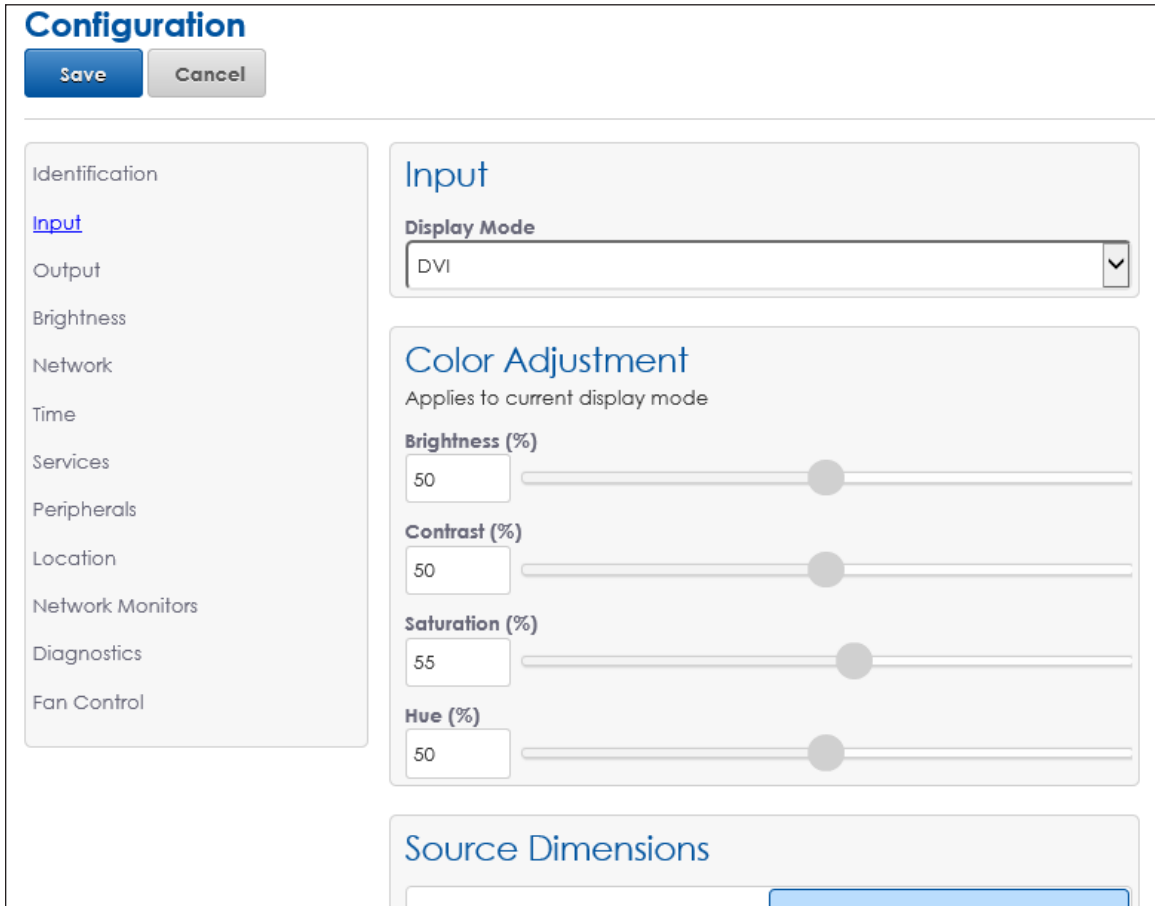 Configuration
Save Cancel
Identification
Input
Output
Brightness
Network
Time
Services
Peripherals
Location
Network Monitors
Diagnostics
Fan Control
Input
Display Mode
DVI
Color Adjustment
Applies to current display mode
Brightness (%)
50
Contrast (%)
50
Saturation (%)
55
Hue (%)
50
Source Dimensions